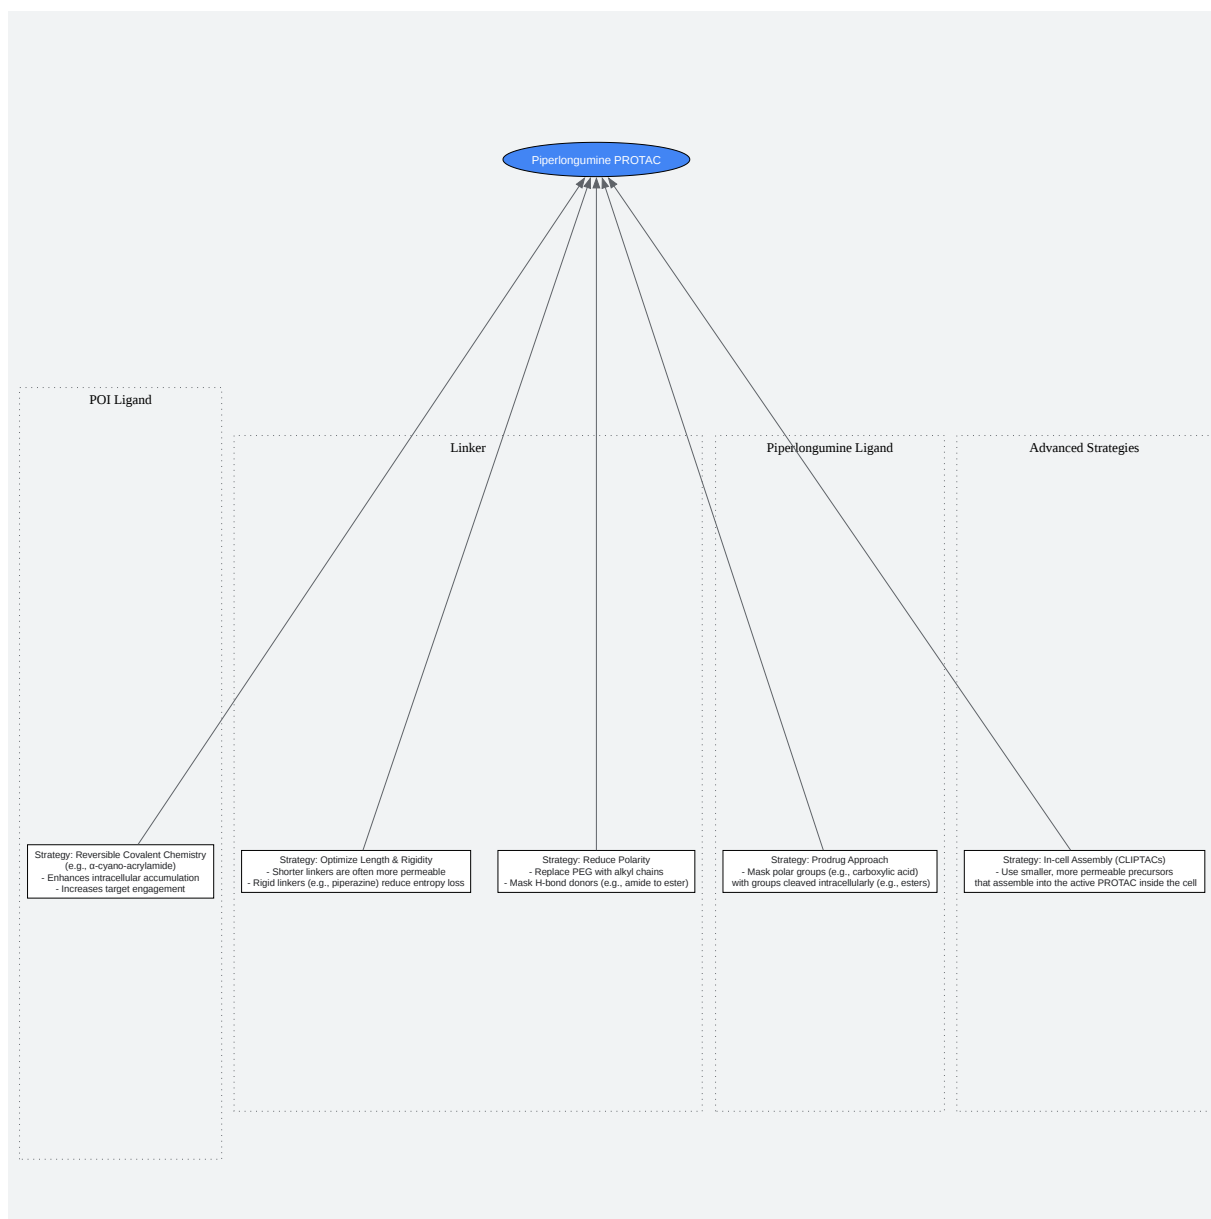 Piperlongumine PROTAC
POI Ligand
Strategy: Reversible Covalent Chemistry
(e.g., α-cyano-acrylamide)
- Enhances intracellular accumulation
- Increases target engagement
Linker
Strategy: Optimize Length & Rigidity
- Shorter linkers are often more permeable
- Rigid linkers (e.g., piperazine) reduce entropy loss
Strategy: Reduce Polarity
- Replace PEG with alkyl chains
- Mask H-bond donors (e.g., amide to ester)
Piperlongumine Ligand
Strategy: Prodrug Approach
- Mask polar groups (e.g., carboxylic acid)
with groups cleaved intracellularly (e.g., esters)
Advanced Strategies
Strategy: In-cell Assembly (CLIPTACs)
- Use smaller, more permeable precursors
that assemble into the active PROTAC inside the cell